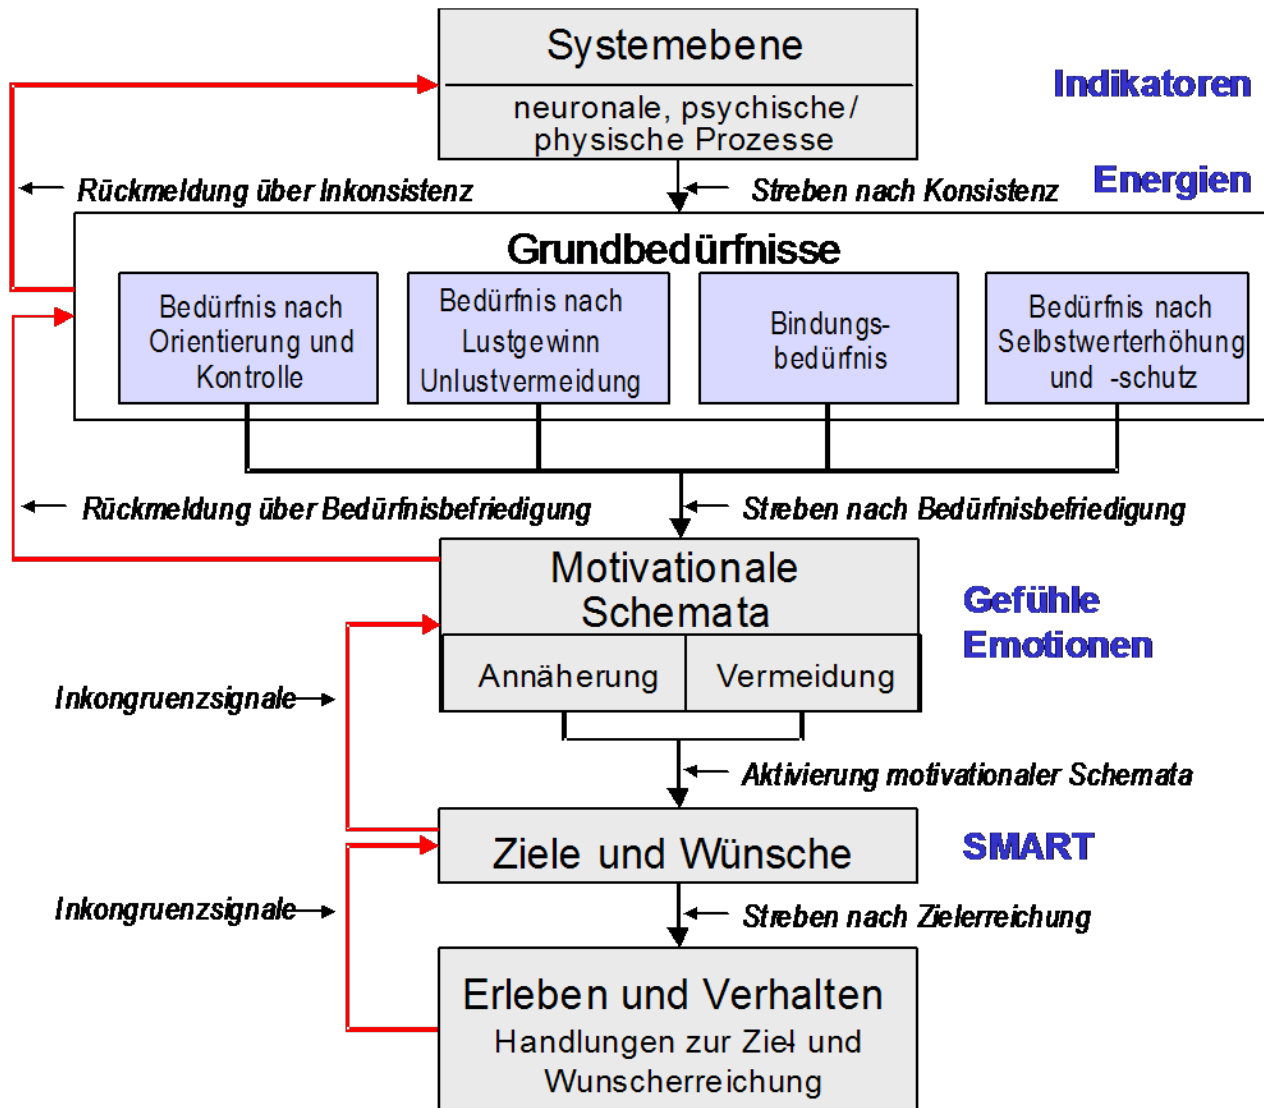 Systemebene
neuronale, psychische/
physische Prozesse
Indikatoren
Energien
Rückmeldung über Inkonsistenz
Streben nach Konsistenz
Grundbedürfnisse
Bedürfnis nach
Orientierung und
Kontrolle
Bedürfnis nach
Lustgewinn
Unlustvermeidung
Bindungs-
bedürfnis
Bedürfnis nach
Selbstwerterhöhung
und -schutz
Rückmeldung über Bedürfnisbefriedigung
Streben nach Bedürfnisbefriedigung
Motivationale
Schemata
Annäherung
Vermeidung
Gefühle
Emotionen
Inkongruenzsignale
Aktivierung motivationaler Schemata
Ziele und Wünsche
SMART
Inkongruenzsignale
Streben nach Zielerreichung
Erleben und Verhalten
Handlungen zur Ziel- und
Wunscherreichung